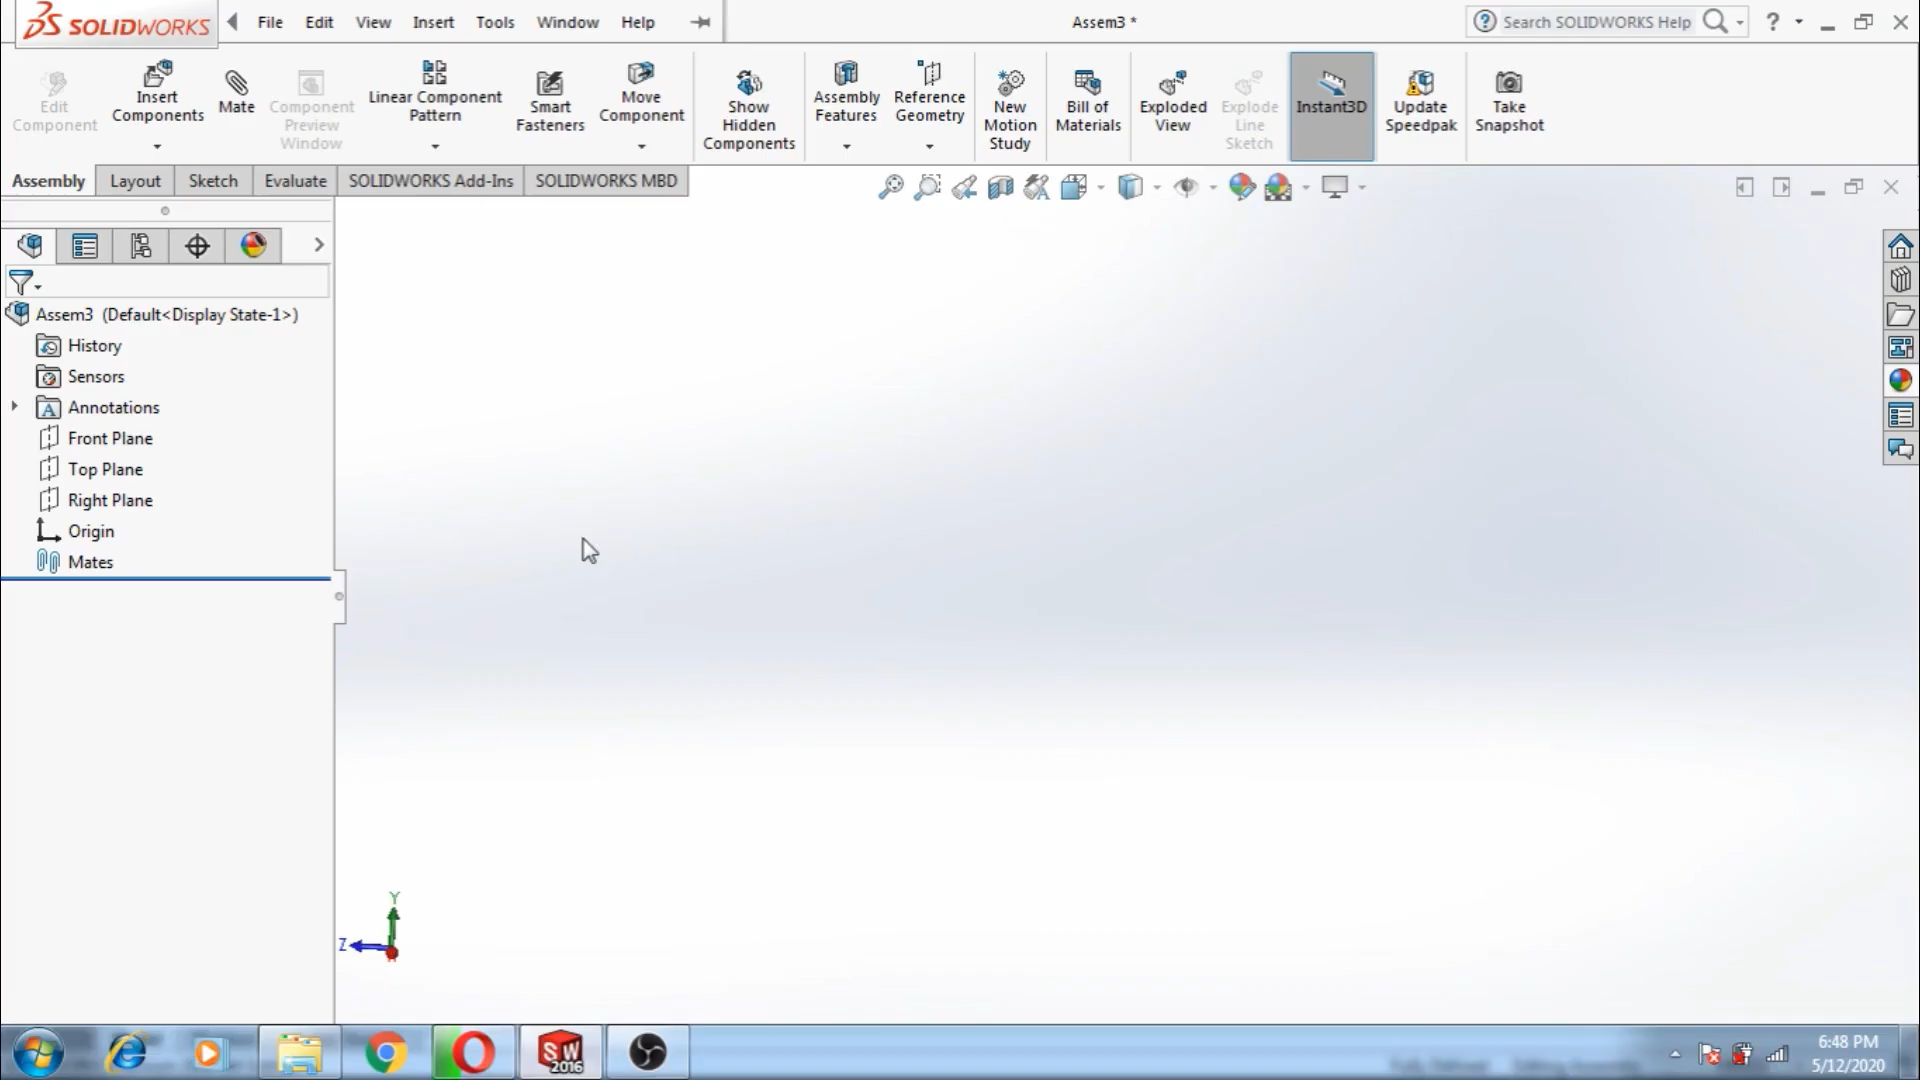 SOLIDWORKS
File Edit View Insert Tools Window Help
Assem3 *
Search SOLIDWORKS Help
Edit
Component
Insert
Components
Mate
Component
Preview
Window
Linear Component
Pattern
Smart
Fasteners
Move
Component
Show
Hidden
Components
Assembly
Features
Reference
Geometry
New
Motion
Study
Bill of
Materials
Exploded
View
Explode
Line
Sketch
Instant3D
Update
Speedpak
Take
Snapshot
Assembly Layout Sketch Evaluate SOLIDWORKS Add-Ins SOLIDWORKS MBD
Assem3 (Default<Display State-1>)
History
Sensors
Annotations
Front Plane
Top Plane
Right Plane
Origin
Mates
Y
Z
SW
2016
6:48 PM
5/12/2020